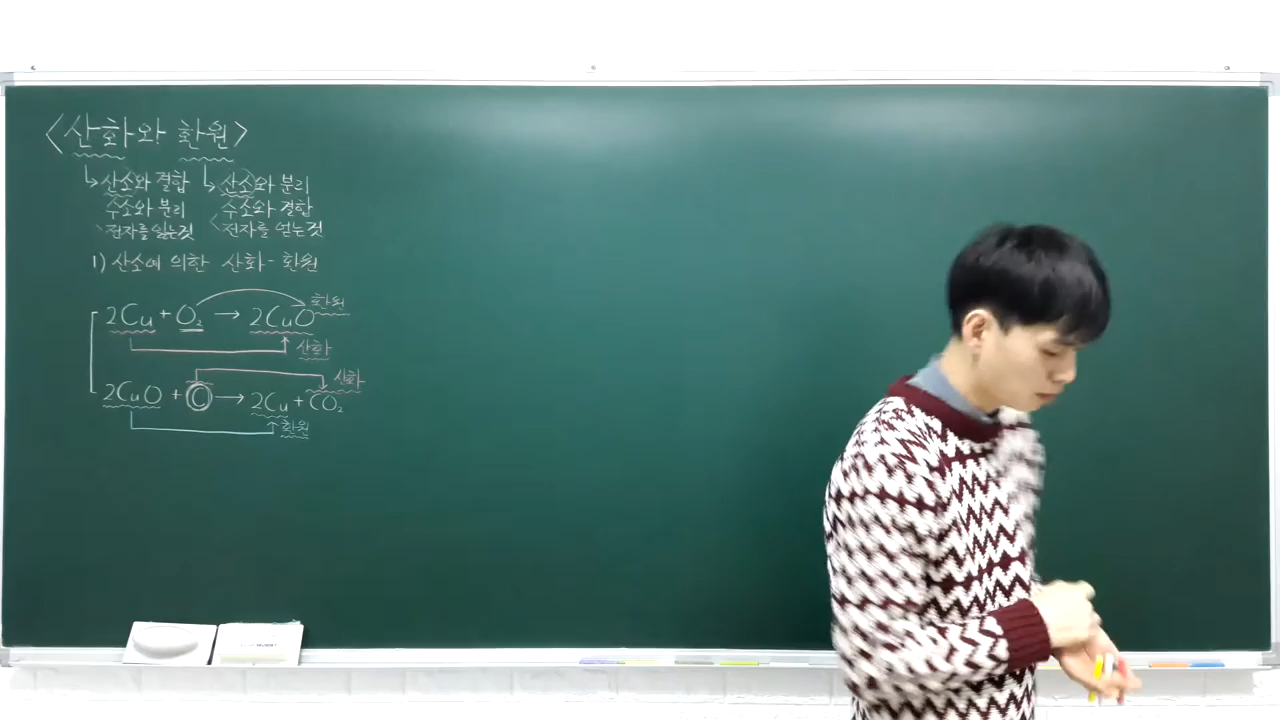 <산화와 환원>
산소와 결합 산소와 분리
수소와 분리 수소와 결합
전자를 잃는것 전자를 얻는것
1) 산소에 의한 산화-환원
환원
2Cu + O₂ → 2CuO
산화
산화
2CuO + C → 2Cu + CO₂
환원